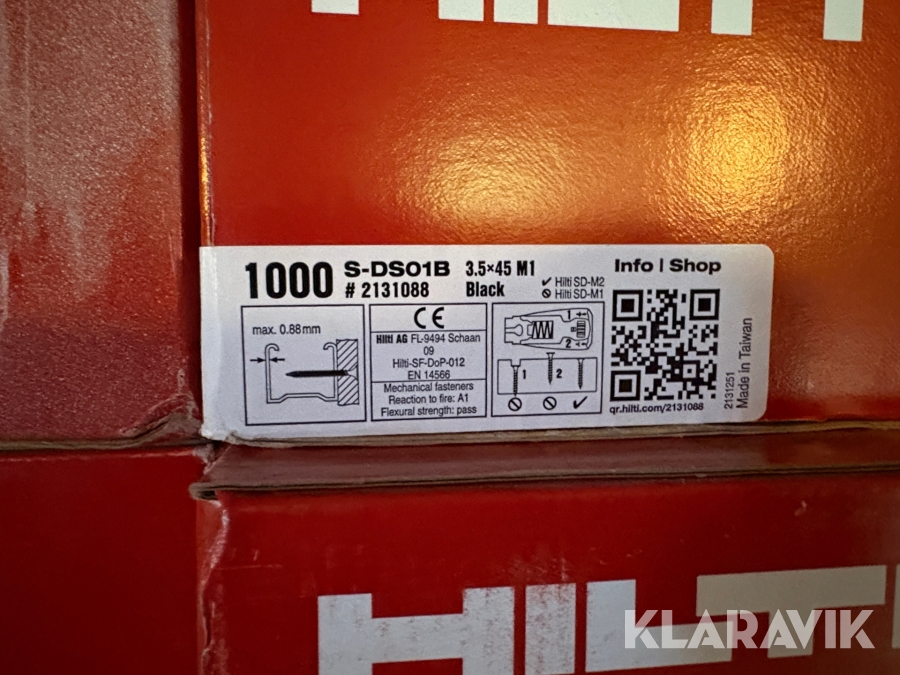 HILTI
1000 S-DS01B 3.5×45 M1
# 2131088 Black
✓ Hilti SD-M2
⦸ Hilti SD-M1
Info | Shop
max. 0.88mm
CE
Hilti AG FL-9494 Schaan
09
Hilti-SF-DoP-012
EN 14566
Mechanical fasteners
Reaction to fire: A1
Flexural strength: pass
1
2
1 2
qr.hilti.com/2131088
2131251
Made in Taiwan
HILTI
KLARAVIK